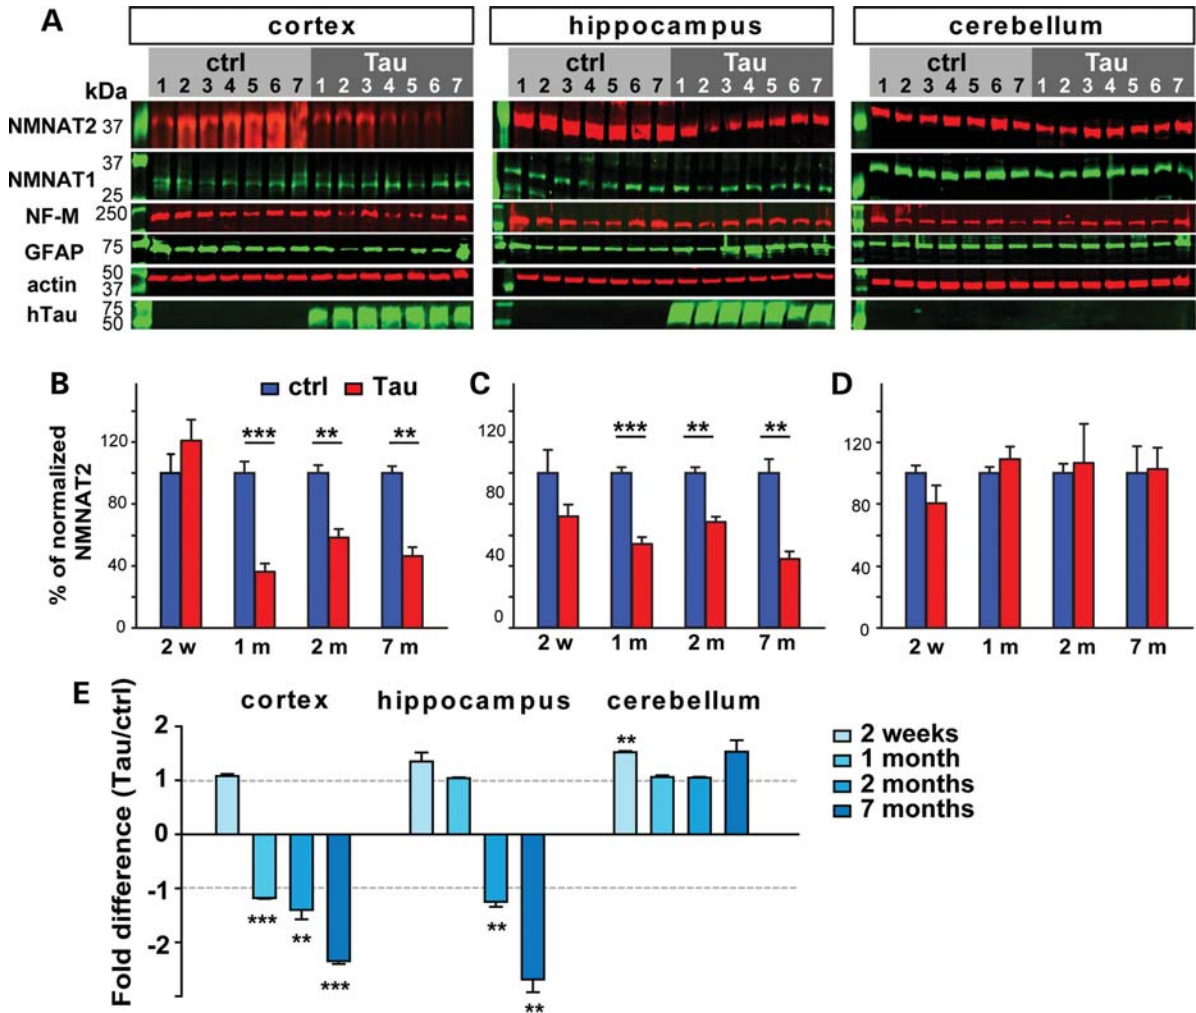 A
cortex
hippocampus
cerebellum
ctrl
Tau
ctrl
Tau
ctrl
Tau
kDa
1 2 3 4 5 6 7 1 2 3 4 5 6 7
1 2 3 4 5 6 7 1 2 3 4 5 6 7
1 2 3 4 5 6 7 1 2 3 4 5 6 7
NMNAT2 37
37
NMNAT1
25
NF-M 250
GFAP 75
50
actin
37
75
hTau
50
B
ctrl Tau
*** ** **
% of normalized
NMNAT2
120
80
40
0
2 w 1 m 2 m 7 m
C
*** ** **
120
80
40
0
2 w 1 m 2 m 7 m
D
120
80
40
0
2 w 1 m 2 m 7 m
E
cortex hippocampus cerebellum
Fold difference (Tau/ctrl)
2
1
0
-1
-2
*** ** ***
** **
**
2 weeks
1 month
2 months
7 months